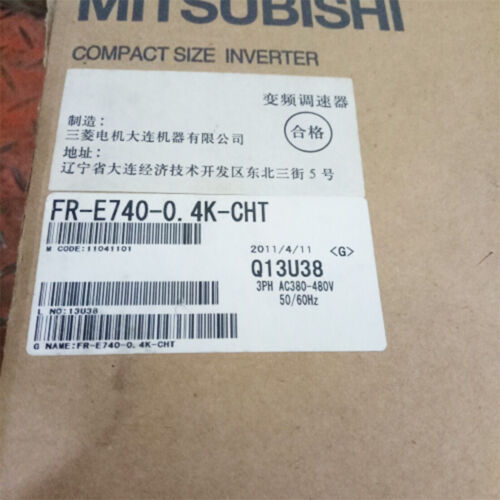 MITSUBISHI
COMPACT SIZE INVERTER
变频调速器
制造:
三菱电机大连机器有限公司
合格
地址:
辽宁省大连经济技术开发区东北三街5号
FR-E740-0.4K-CHT
M CODE:11041101
2011/4/11 <G>
Q13U38
3PH AC380-480V
50/60Hz
L NO:13U38
G NAME:FR-E740-0.4K-CHT